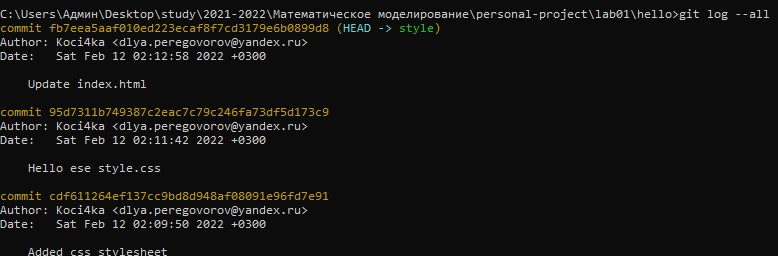 C:\Users\Админ\Desktop\study\2021-2022\Математическое моделирование\personal-project\lab01\hello>git log --all
commit fb7eea5aaf010ed223ecaf8f7cd3179e6b0899d8 (HEAD -> style)
Author: Koci4ka <dlya.peregovorov@yandex.ru>
Date:   Sat Feb 12 02:12:58 2022 +0300
Update index.html
commit 95d7311b749387c2eac7c79c246fa73df5d173c9
Author: Koci4ka <dlya.peregovorov@yandex.ru>
Date:   Sat Feb 12 02:11:42 2022 +0300
Hello ese style.css
commit cdf611264ef137cc9bd8d948af08091e96fd7e91
Author: Koci4ka <dlya.peregovorov@yandex.ru>
Date:   Sat Feb 12 02:09:50 2022 +0300
Added css stylesheet